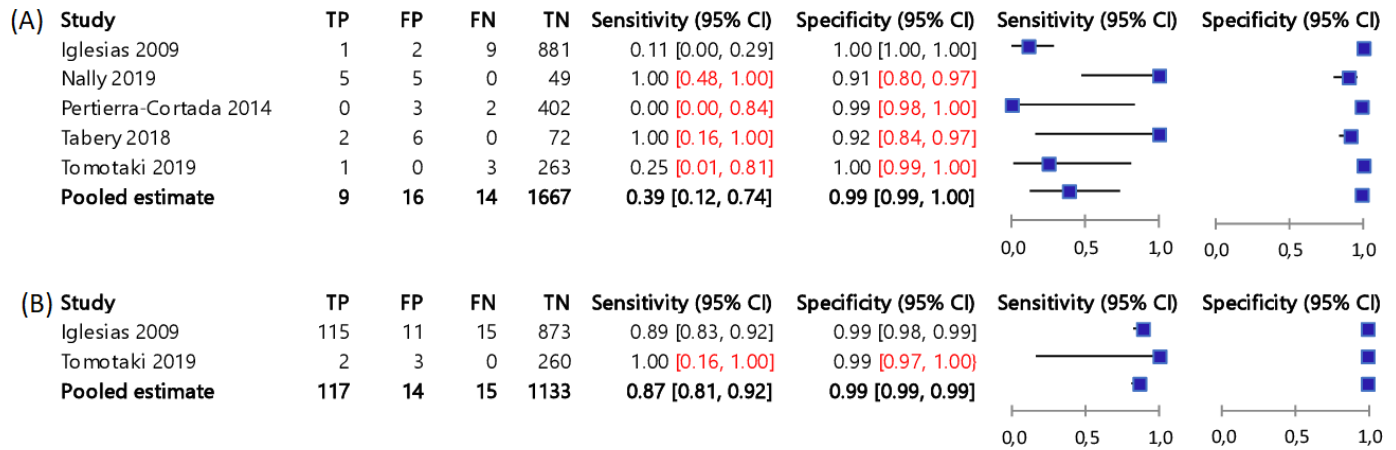 (A) Study TP FP FN TN Sensitivity (95% CI) Specificity (95% CI) Sensitivity (95% CI) Specificity (95% CI)
Iglesias 2009 1 2 9 881 0.11 [0.00, 0.29] 1.00 [1.00, 1.00]
Nally 2019 5 5 0 49 1.00 [0.48, 1.00] 0.91 [0.80, 0.97]
Pertierra-Cortada 2014 0 3 2 402 0.00 [0.00, 0.84] 0.99 [0.98, 1.00]
Tabery 2018 2 6 0 72 1.00 [0.16, 1.00] 0.92 [0.84, 0.97]
Tomotaki 2019 1 0 3 263 0.25 [0.01, 0.81] 1.00 [0.99, 1.00]
Pooled estimate 9 16 14 1667 0.39 [0.12, 0.74] 0.99 [0.99, 1.00]
0,0 0,5 1,0 0,0 0,5 1,0
(B) Study TP FP FN TN Sensitivity (95% CI) Specificity (95% CI) Sensitivity (95% CI) Specificity (95% CI)
Iglesias 2009 115 11 15 873 0.89 [0.83, 0.92] 0.99 [0.98, 0.99]
Tomotaki 2019 2 3 0 260 1.00 [0.16, 1.00] 0.99 [0.97, 1.00}
Pooled estimate 117 14 15 1133 0.87 [0.81, 0.92] 0.99 [0.99, 0.99]
0,0 0,5 1,0 0,0 0,5 1,0